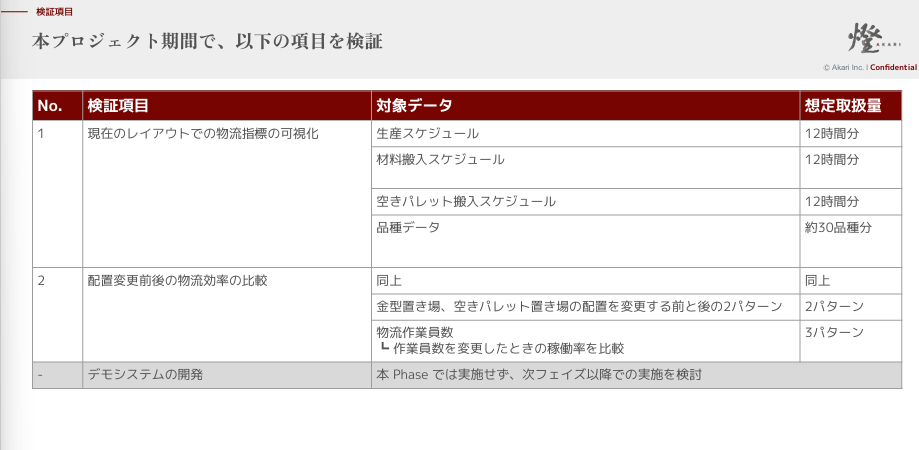 検証項目
本プロジェクト期間で、以下の項目を検証
燈
AKARI
© Akari Inc. | Confidential
No. 検証項目 対象データ 想定取扱量
1 現在のレイアウトでの物流指標の可視化 生産スケジュール 12時間分
材料搬入スケジュール 12時間分
空きパレット搬入スケジュール 12時間分
品種データ 約30品種分
2 配置変更前後の物流効率の比較 同上 同上
金型置き場、空きパレット置き場の配置を変更する前と後の2パターン 2パターン
物流作業員数 3パターン
┗ 作業員数を変更したときの稼働率を比較
- デモシステムの開発 本 Phase では実施せず、次フェイズ以降での実施を検討